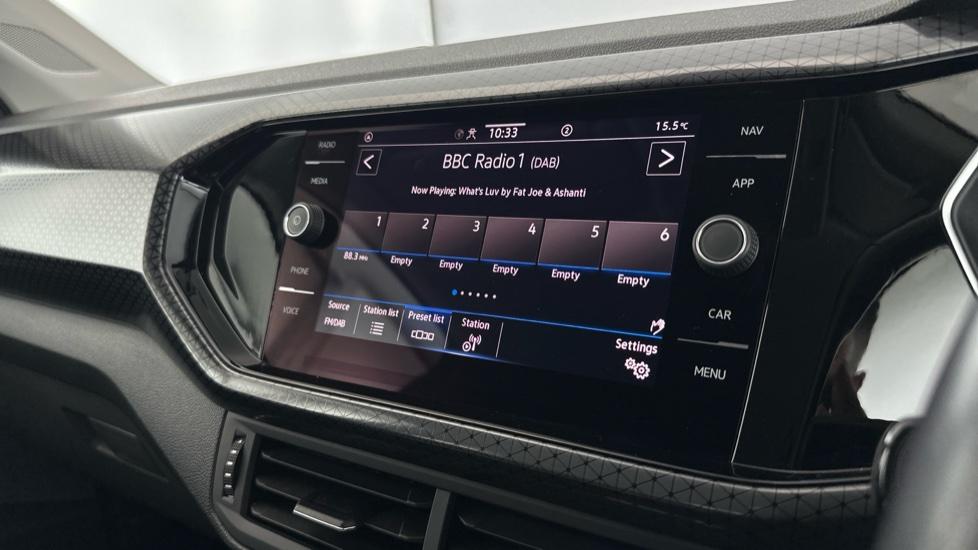 RADIO
MEDIA
PHONE
VOICE
10:33
2
15.5°C
BBC Radio 1 (DAB)
Now Playing: What's Luv by Fat Joe & Ashanti
1 2 3 4 5 6
88.3 MHz Empty Empty Empty Empty Empty
Source Station list Preset list Station
FM/DAB
Settings
NAV
APP
CAR
MENU